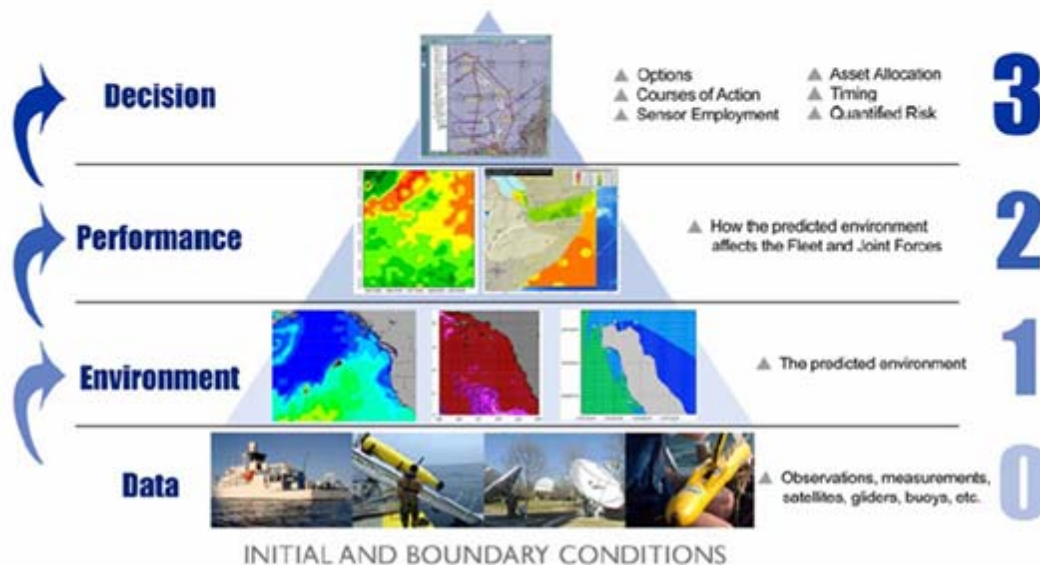 Decision
▲ Options
▲ Courses of Action
▲ Sensor Employment
▲ Asset Allocation
▲ Timing
▲ Quantified Risk
3
Performance
▲ How the predicted environment
affects the Fleet and Joint Forces
2
Environment
▲ The predicted environment
1
Data
▲ Observations, measurements,
satellites, gliders, buoys, etc.
0
INITIAL AND BOUNDARY CONDITIONS